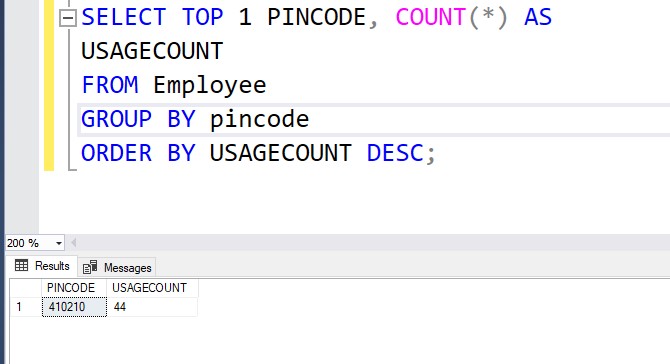 SELECT TOP 1 PINCODE, COUNT(*) AS
USAGECOUNT
FROM Employee
GROUP BY pincode
ORDER BY USAGECOUNT DESC;
200 %
Results Messages
PINCODE USAGECOUNT
1 410210 44